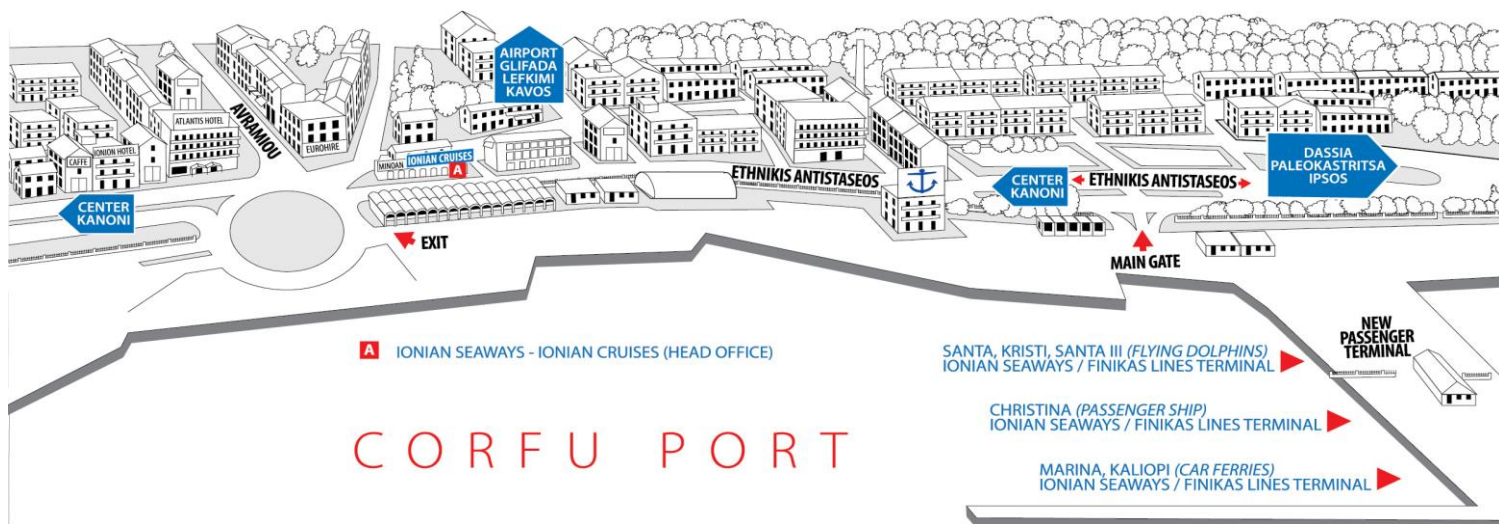 AIRPORT
GLIFADA
LEFKIMI
KAVOS
AVRAMIOU
ATLANTIS HOTEL
EUROHIRE
IONION HOTEL
CAFFE
MINOAN
IONIAN CRUISES
A
ETHNIKIS ANTISTASEOS
CENTER
KANONI
ETHNIKIS ANTISTASEOS
DASSIA
PALEOKASTRITSA
IPSOS
CENTER
KANONI
EXIT
MAIN GATE
NEW
PASSENGER
TERMINAL
A IONIAN SEAWAYS - IONIAN CRUISES (HEAD OFFICE)
SANTA, KRISTI, SANTA III (FLYING DOLPHINS)
IONIAN SEAWAYS / FINIKAS LINES TERMINAL
CHRISTINA (PASSENGER SHIP)
IONIAN SEAWAYS / FINIKAS LINES TERMINAL
CORFU PORT
MARINA, KALIOPI (CAR FERRIES)
IONIAN SEAWAYS / FINIKAS LINES TERMINAL